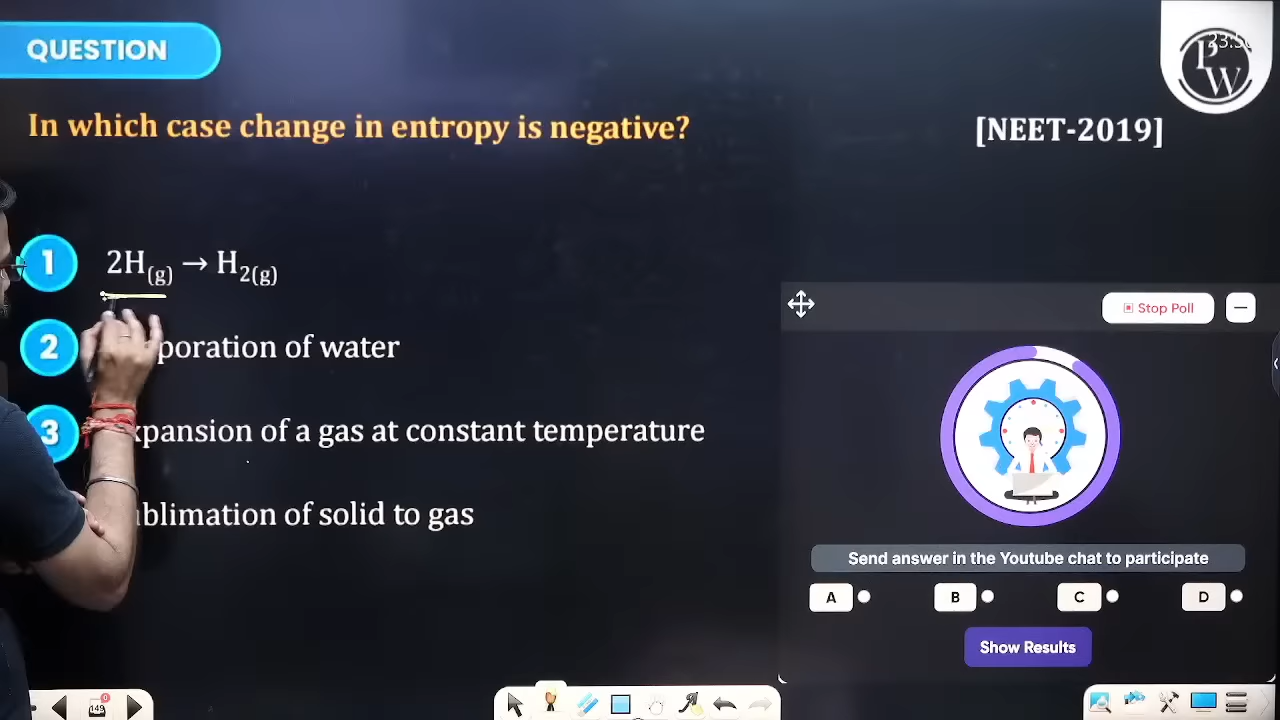 QUESTION
In which case change in entropy is negative?
[NEET-2019]
PW
1 2H(g) → H2(g)
2 poration of water
3 xpansion of a gas at constant temperature
blimation of solid to gas
Stop Poll
Send answer in the Youtube chat to participate
A B C D
Show Results
149